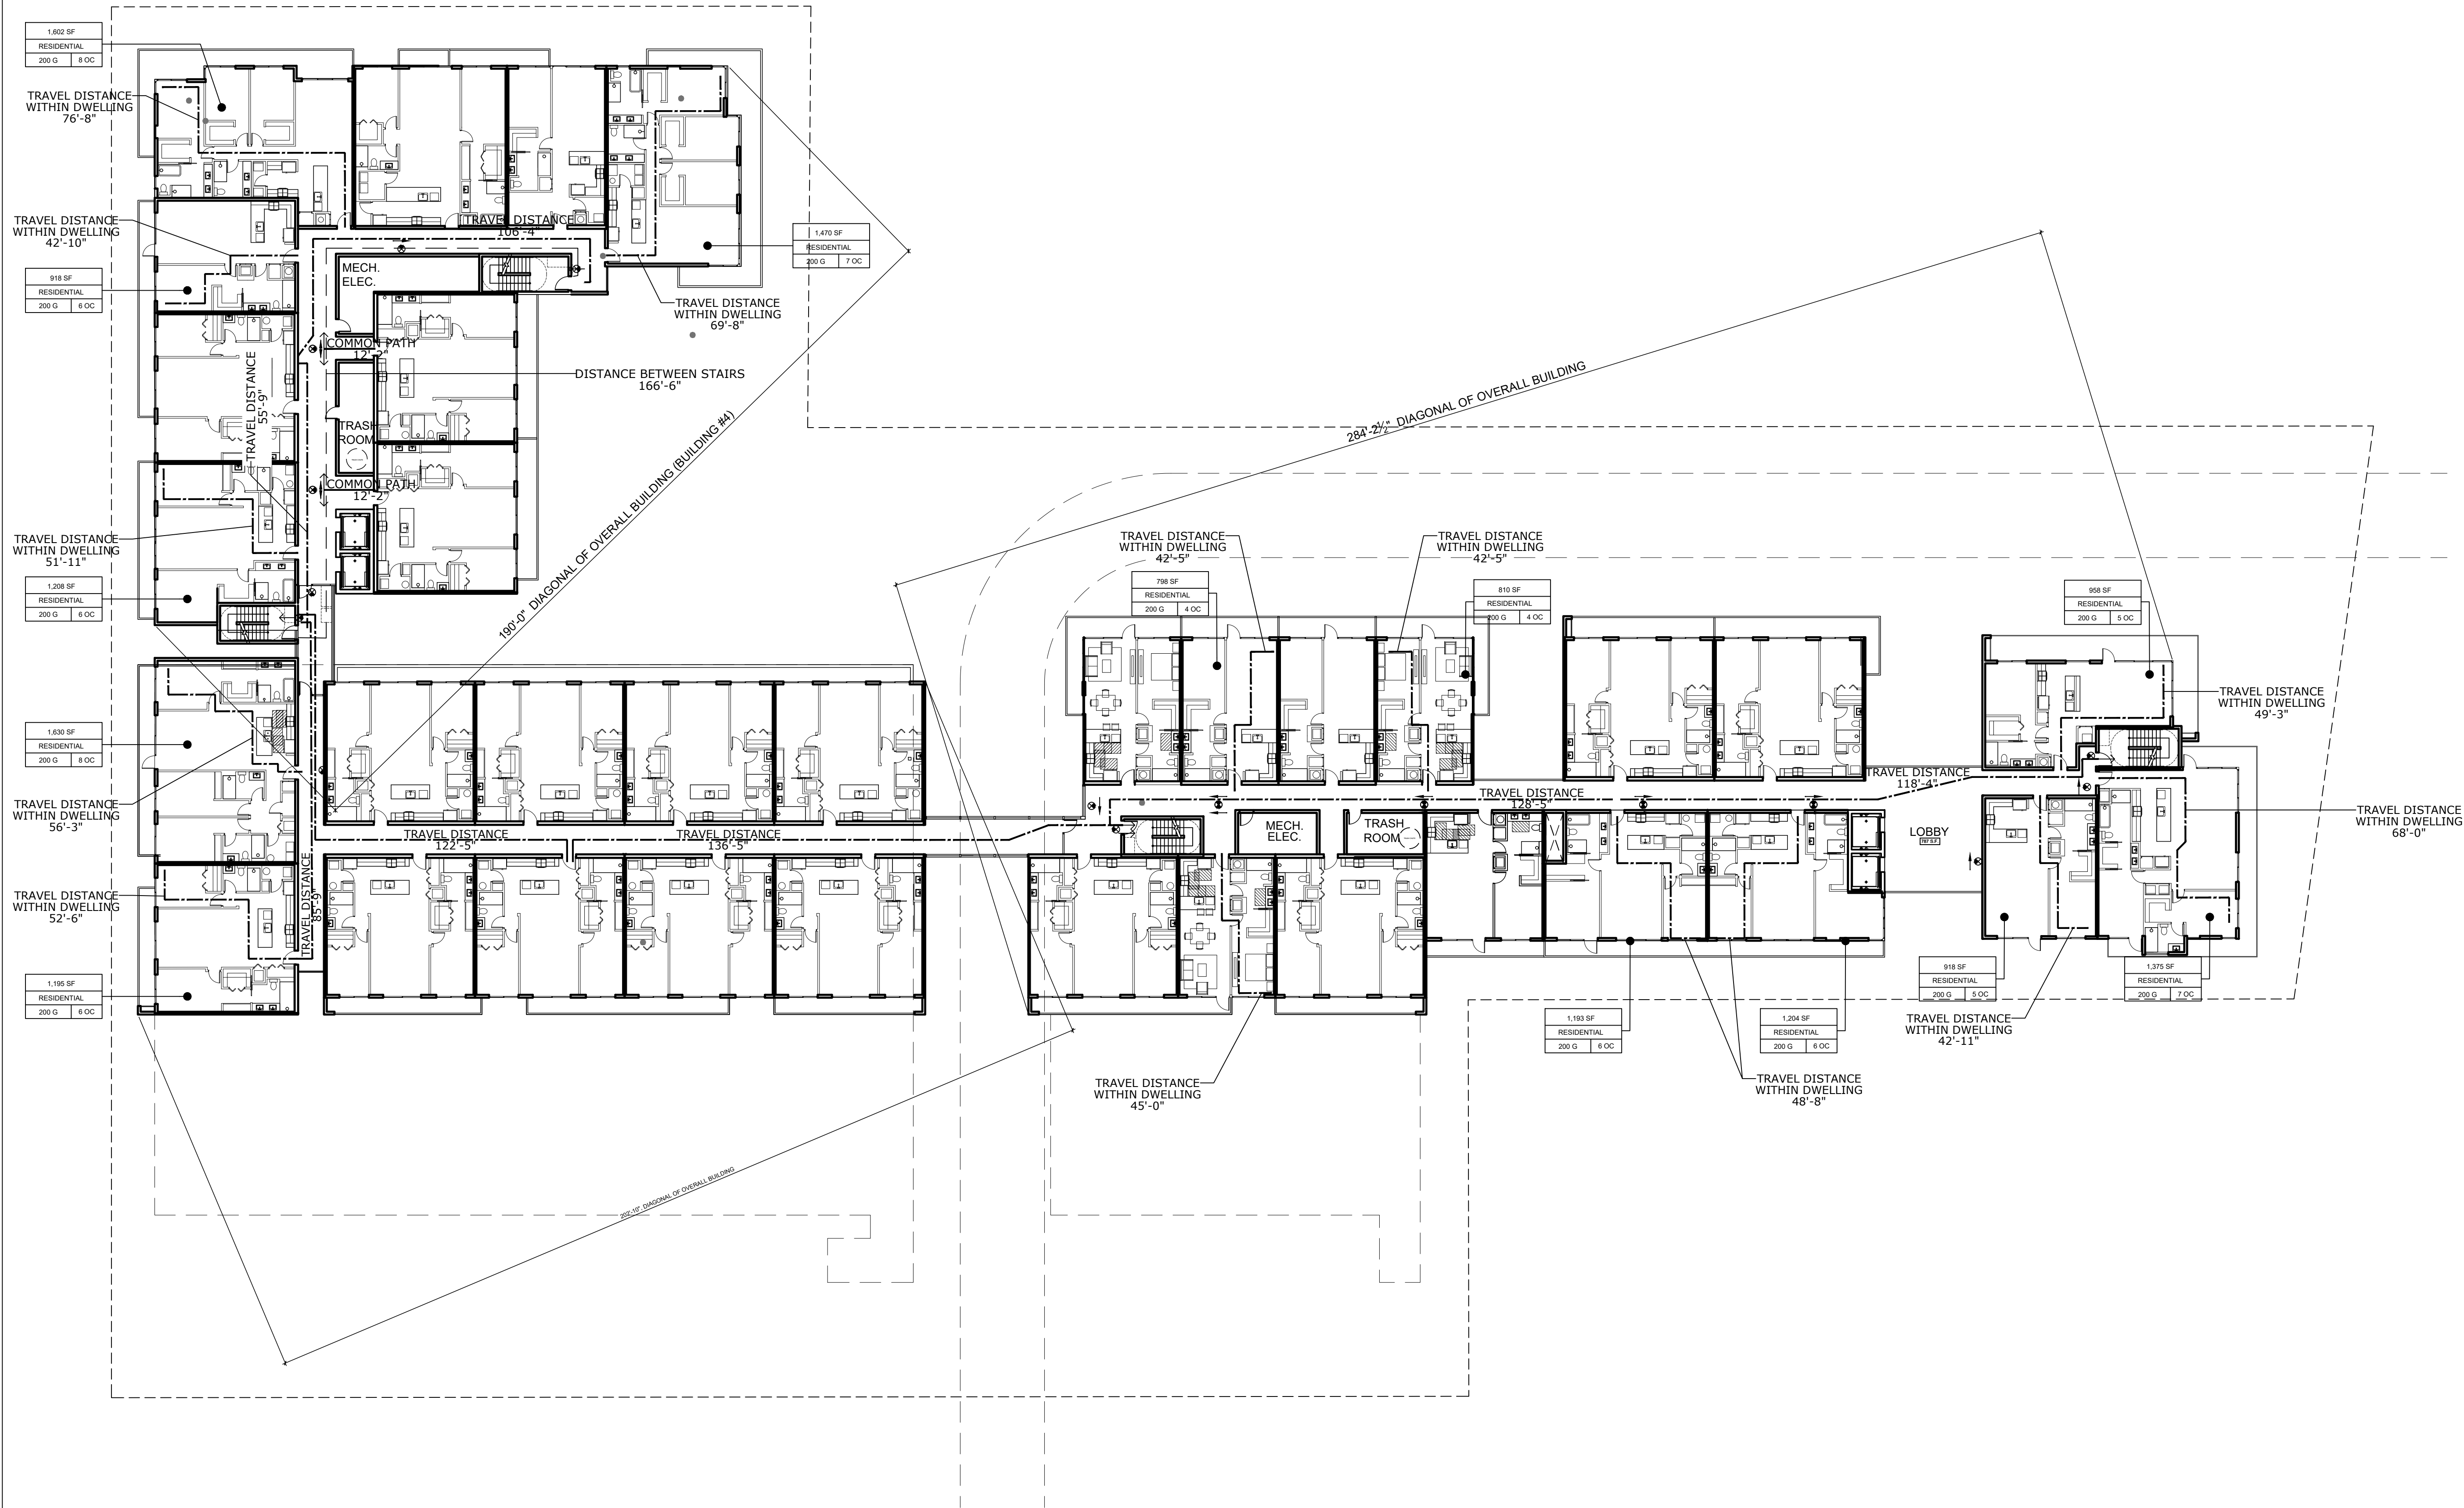 1,602 SF
RESIDENTIAL
200 G 8 OC
TRAVEL DISTANCE
WITHIN DWELLING
76'-8"
TRAVEL DISTANCE
WITHIN DWELLING
42'-10"
918 SF
RESIDENTIAL
200 G 6 OC
TRAVEL DISTANCE
106'-4"
1,470 SF
RESIDENTIAL
200 G 7 OC
MECH.
ELEC.
TRAVEL DISTANCE
WITHIN DWELLING
69'-8"
COMMON PATH
12'-2"
DISTANCE BETWEEN STAIRS
166'-6"
TRAVEL DISTANCE
55'-9"
TRASH
ROOM
COMMON PATH
12'-2"
190'-0" DIAGONAL OF OVERALL BUILDING (BUILDING #4)
284'-2½" DIAGONAL OF OVERALL BUILDING
TRAVEL DISTANCE
WITHIN DWELLING
51'-11"
1,208 SF
RESIDENTIAL
200 G 6 OC
TRAVEL DISTANCE
WITHIN DWELLING
42'-5"
TRAVEL DISTANCE
WITHIN DWELLING
42'-5"
798 SF
RESIDENTIAL
200 G 4 OC
810 SF
RESIDENTIAL
200 G 4 OC
958 SF
RESIDENTIAL
200 G 5 OC
TRAVEL DISTANCE
WITHIN DWELLING
49'-3"
1,630 SF
RESIDENTIAL
200 G 8 OC
TRAVEL DISTANCE
WITHIN DWELLING
56'-3"
TRAVEL DISTANCE
122'-5"
TRAVEL DISTANCE
136'-5"
TRAVEL DISTANCE
85'-9"
MECH.
ELEC.
TRASH
ROOM
TRAVEL DISTANCE
128'-5"
TRAVEL DISTANCE
118'-4"
LOBBY
787 S.F
TRAVEL DISTANCE
WITHIN DWELLING
68'-0"
TRAVEL DISTANCE
WITHIN DWELLING
52'-6"
1,195 SF
RESIDENTIAL
200 G 6 OC
918 SF
RESIDENTIAL
200 G 5 OC
1,375 SF
RESIDENTIAL
200 G 7 OC
TRAVEL DISTANCE
WITHIN DWELLING
42'-11"
1,193 SF
RESIDENTIAL
200 G 6 OC
1,204 SF
RESIDENTIAL
200 G 6 OC
TRAVEL DISTANCE
WITHIN DWELLING
45'-0"
TRAVEL DISTANCE
WITHIN DWELLING
48'-8"
202'-10" DIAGONAL OF OVERALL BUILDING